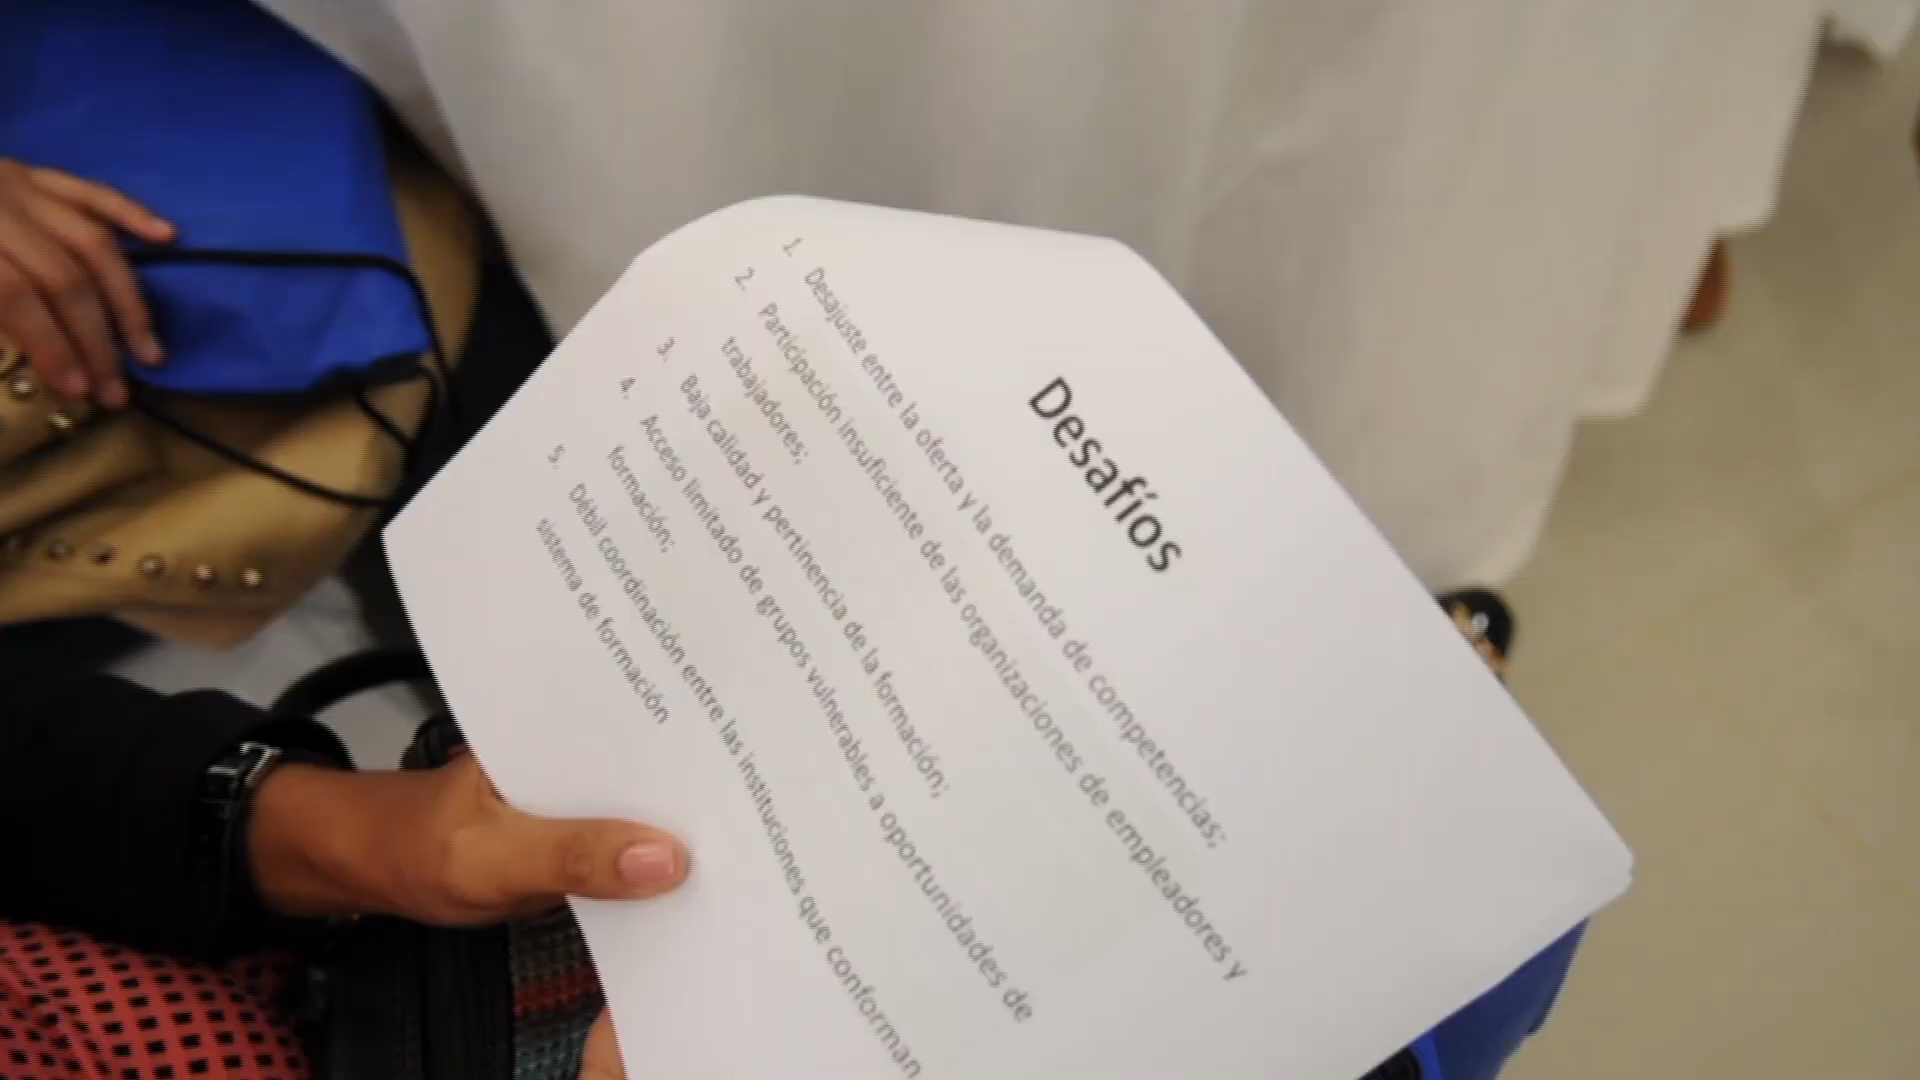 Desafíos
1. Desajuste entre la oferta y la demanda de competencias;
2. Participación insuficiente de las organizaciones de empleadores y
trabajadores;
3. Baja calidad y pertinencia de la formación;
4. Acceso limitado de grupos vulnerables a oportunidades de
formación;
5. Débil coordinación entre las instituciones que conforman
sistema de formación